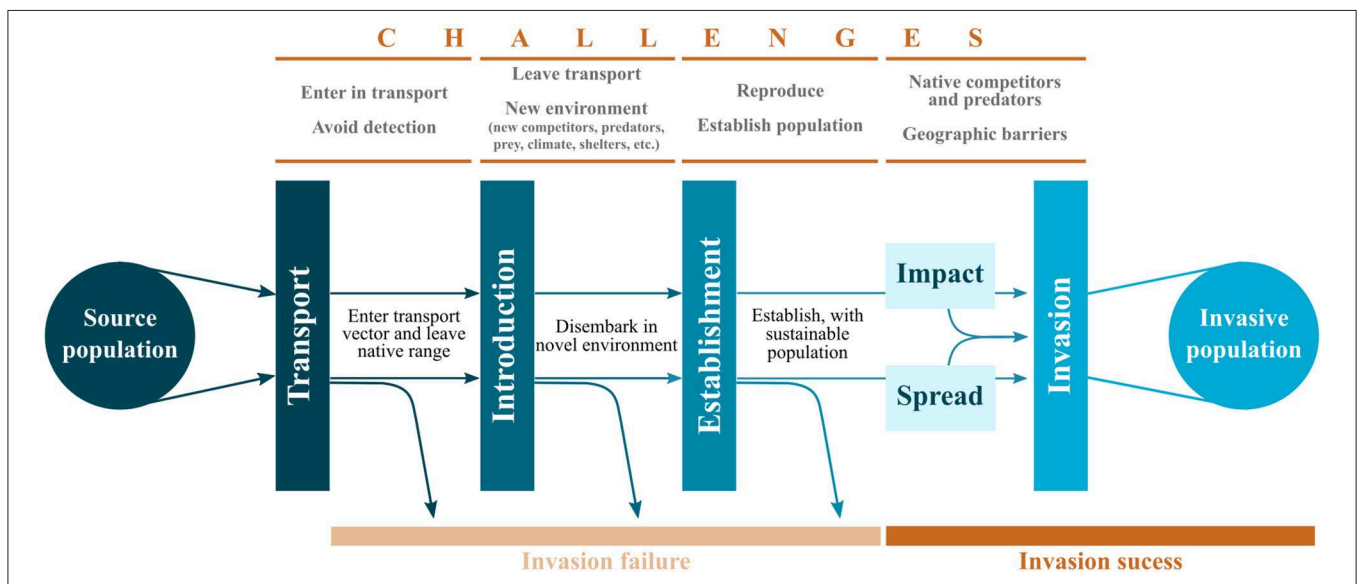 C H A L L E N G E S
Enter in transport
Avoid detection
Leave transport
New environment
(new competitors, predators,
prey, climate, shelters, etc.)
Reproduce
Establish population
Native competitors
and predators
Geographic barriers
Source
population
Transport
Enter transport
vector and leave
native range
Introduction
Disembark in
novel environment
Establishment
Establish, with
sustainable
population
Impact
Spread
Invasion
Invasive
population
Invasion failure
Invasion sucess